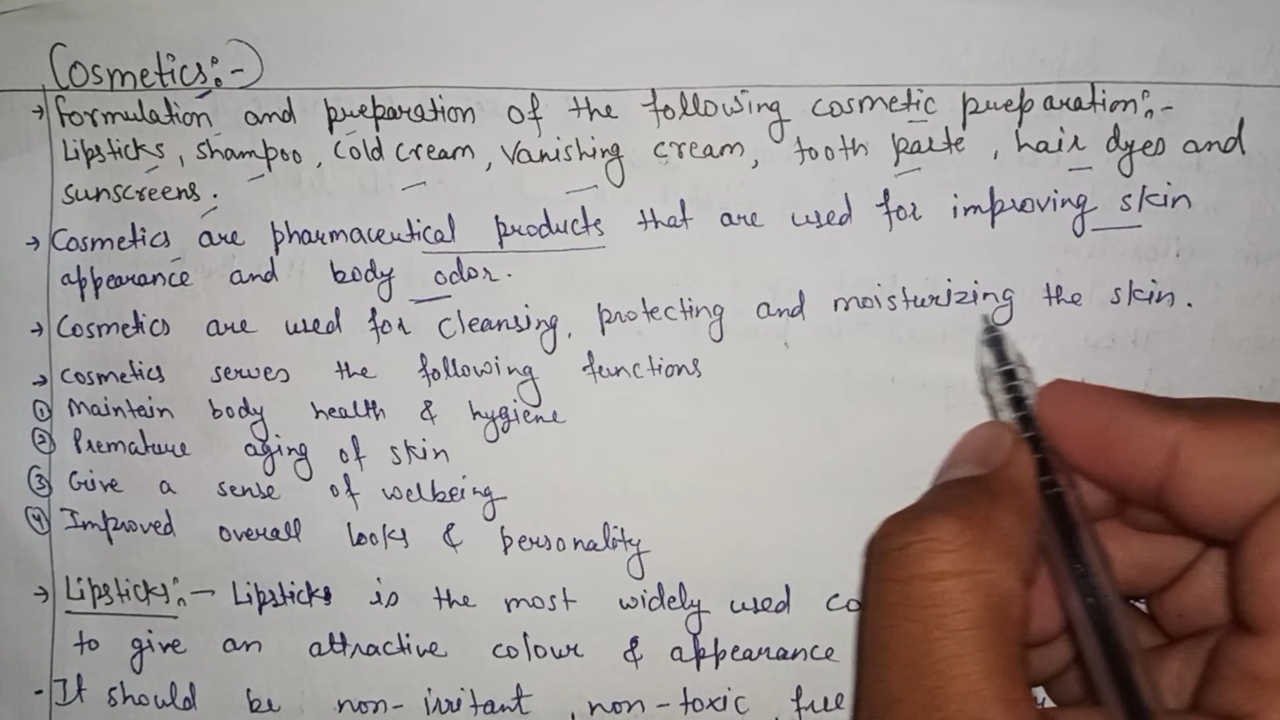 Cosmetics:-
→ Formulation and preparation of the following cosmetic preparation:-
Lipsticks, shampoo, cold cream, vanishing cream, tooth paste, hair dyes and
sunscreens.
→ Cosmetics are pharmaceutical products that are used for improving skin
appearance and body odor.
→ Cosmetics are used for cleansing, protecting and moisturizing the skin.
→ cosmetics serves the following functions
① Maintain body health & hygiene
② Premature aging of skin
③ Give a sense of welbeing
④ Improved overall looks & personality
→ Lipsticks:- Lipsticks is the most widely used co
to give an attractive colour & appearance
· It should be non-irritant, non-toxic, free